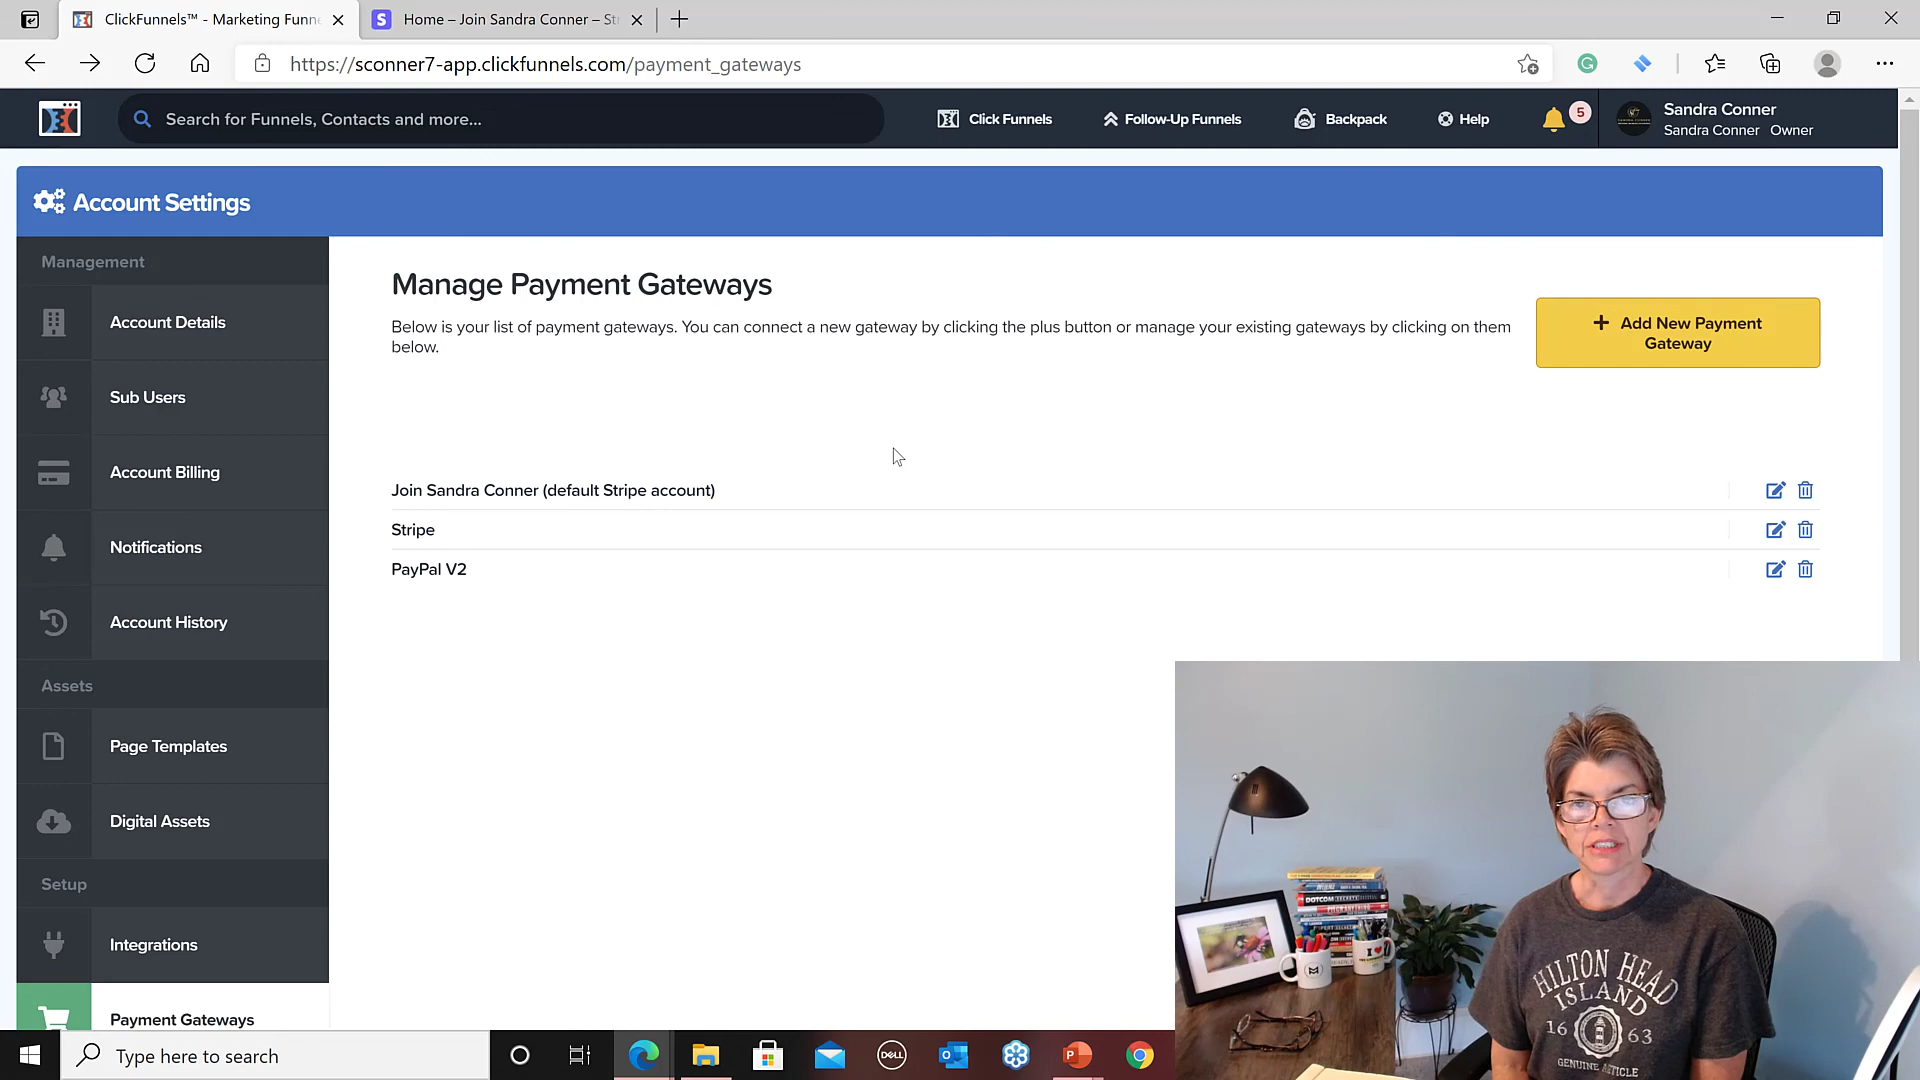 ClickFunnels™ - Marketing Funne
Home – Join Sandra Conner – St
https://sconner7-app.clickfunnels.com/payment_gateways
Search for Funnels, Contacts and more...
Click Funnels
Follow-Up Funnels
Backpack
Help
5
Sandra Conner
Sandra Conner Owner
Account Settings
Management
Account Details
Sub Users
Account Billing
Notifications
Account History
Assets
Page Templates
Digital Assets
Setup
Integrations
Payment Gateways
Manage Payment Gateways
Below is your list of payment gateways. You can connect a new gateway by clicking the plus button or manage your existing gateways by clicking on them
below.
+ Add New Payment
Gateway
Join Sandra Conner (default Stripe account)
Stripe
PayPal V2
DOTCOM SECRETS
I ♥
HILTON HEAD
ISLAND
16 63
GENUINE ARTICLE
Type here to search
DELL